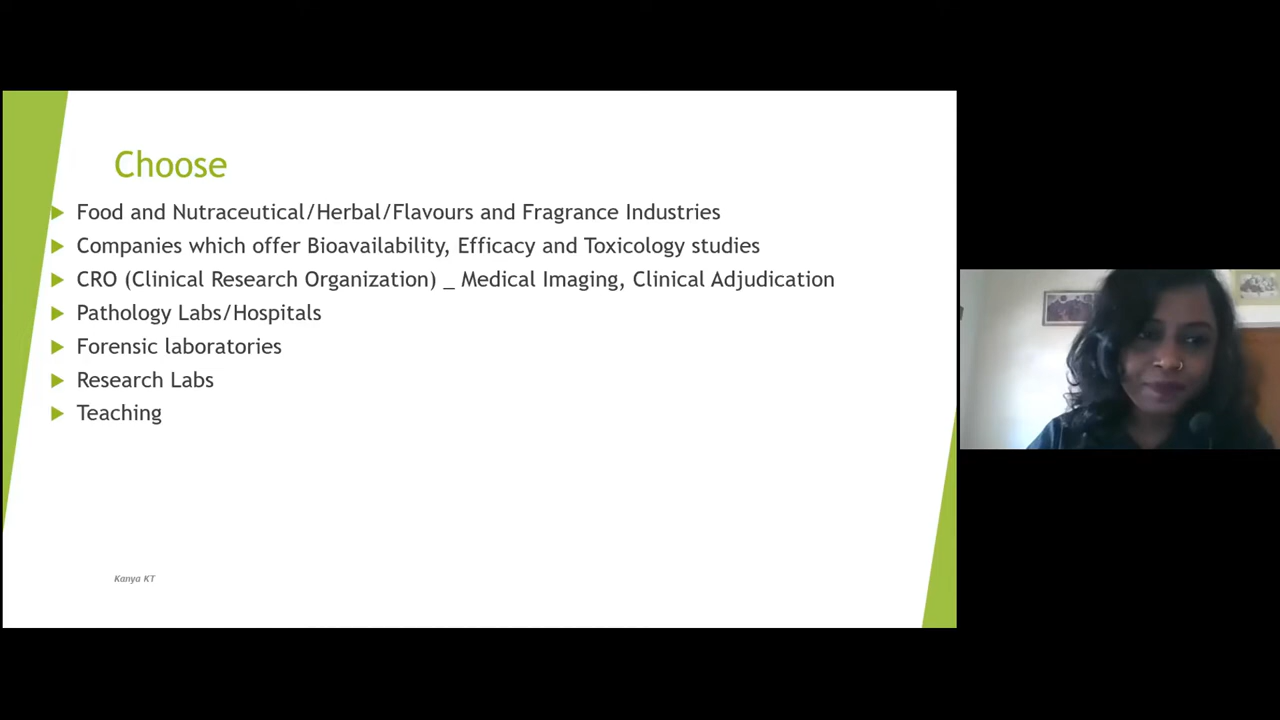 Choose
Food and Nutraceutical/Herbal/Flavours and Fragrance Industries
Companies which offer Bioavailability, Efficacy and Toxicology studies
CRO (Clinical Research Organization) _ Medical Imaging, Clinical Adjudication
Pathology Labs/Hospitals
Forensic laboratories
Research Labs
Teaching
Kanya KT